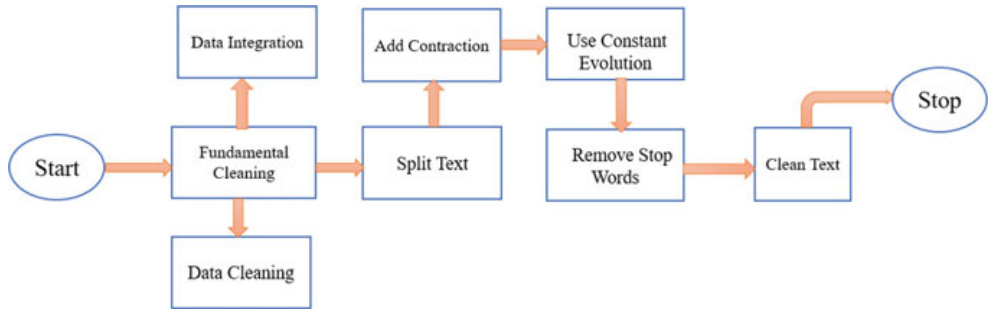 Start
Data Integration
Fundamental
Cleaning
Data Cleaning
Split Text
Add Contraction
Use Constant
Evolution
Remove Stop
Words
Clean Text
Stop